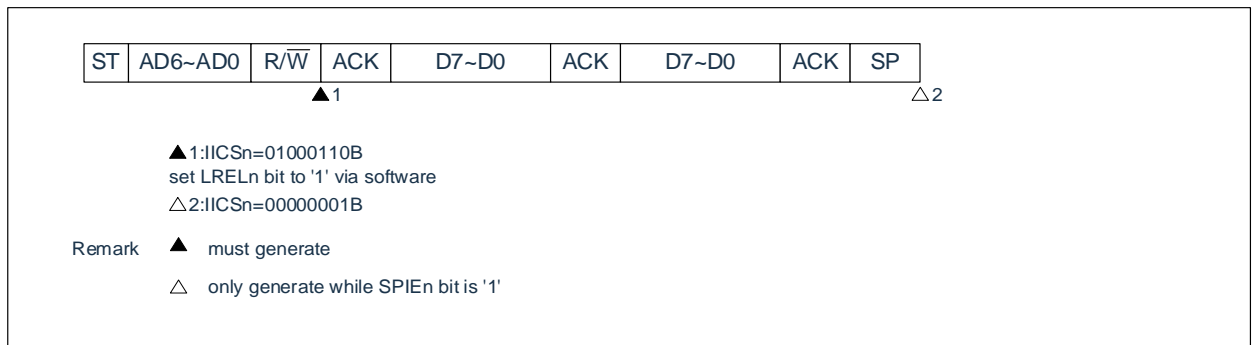 ST AD6~AD0 R/W̅ ACK D7~D0 ACK D7~D0 ACK SP
▲1 △2
▲1:IICSn=01000110B
set LRELn bit to '1' via software
△2:IICSn=00000001B
Remark ▲ must generate
△ only generate while SPIEn bit is '1'